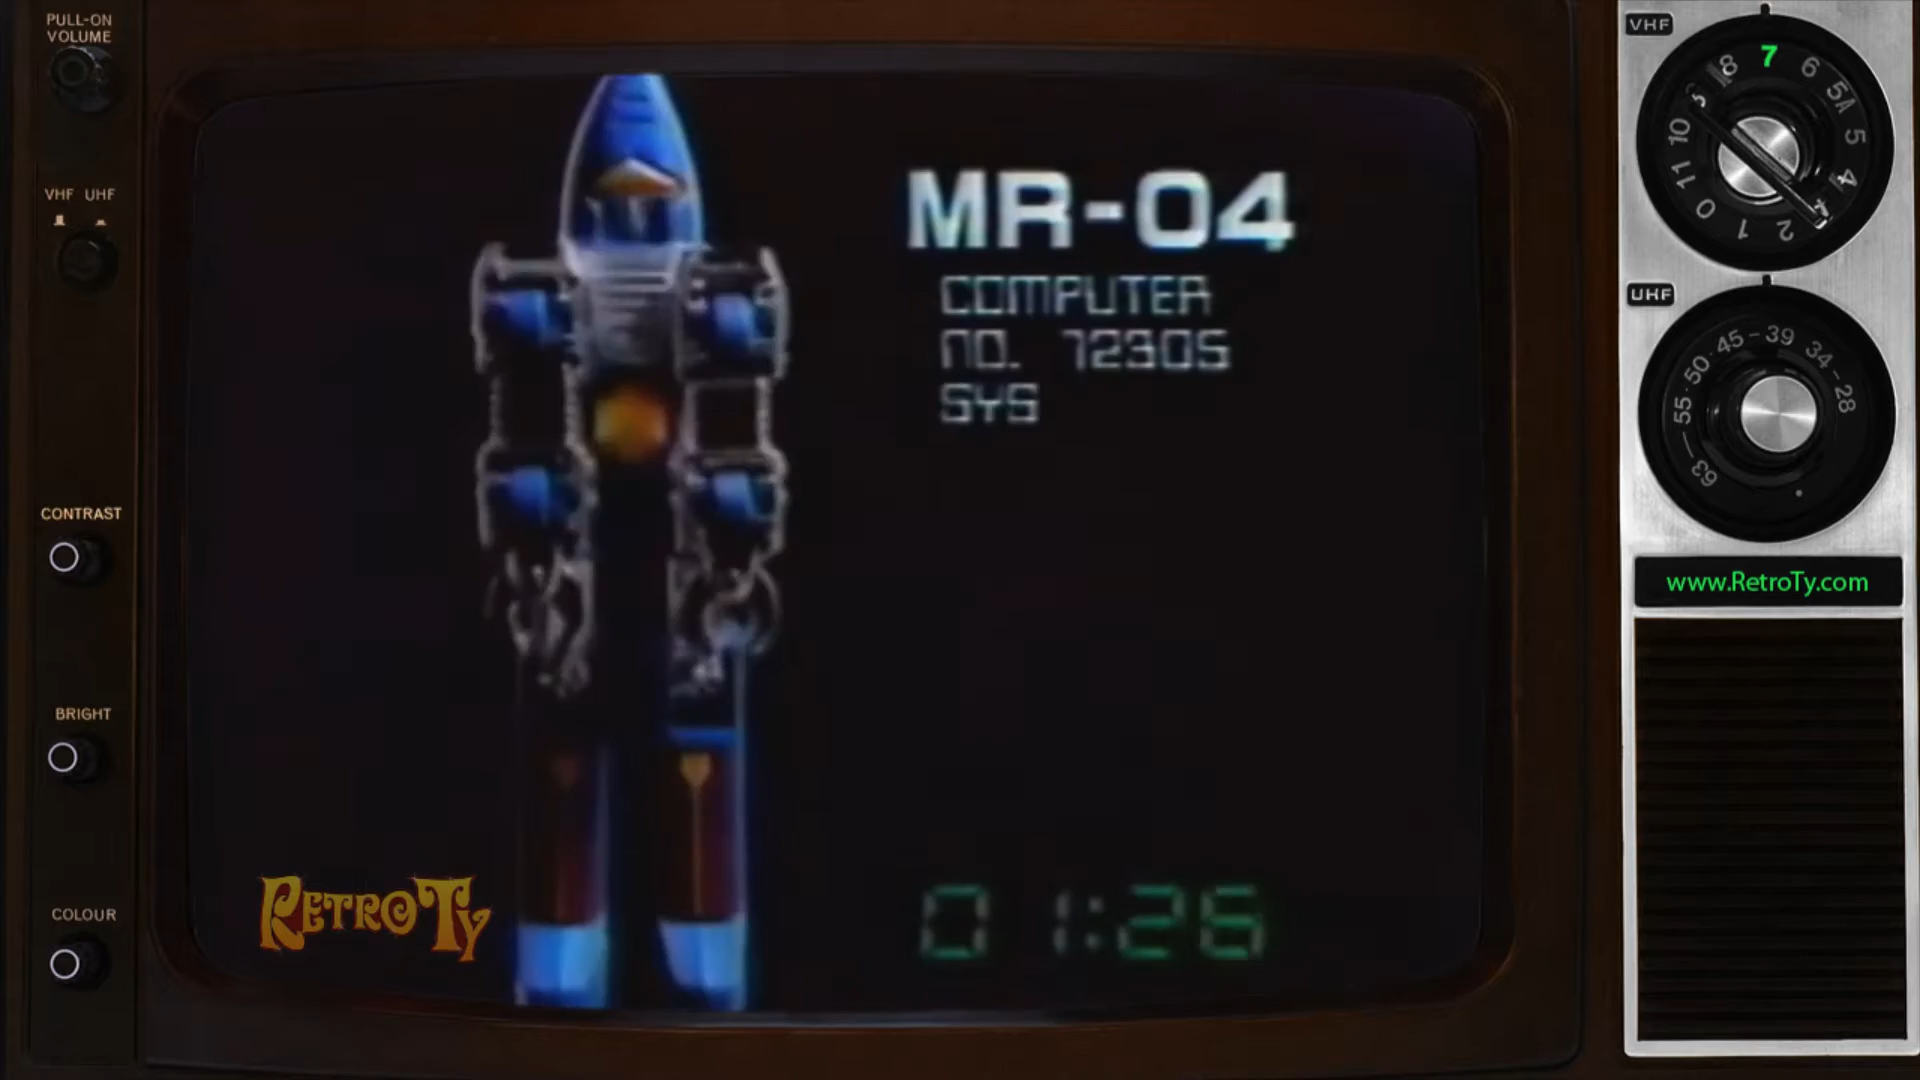 PULL-ON
VOLUME
VHF UHF
CONTRAST
BRIGHT
COLOUR
MR-04
COMPUTER
NO. 72305
SYS
01:26
RETROTY
VHF
7
6
5A
5
4
2
1
0
11
10
8
UHF
63 55·50·45-39 34-28
www.RetroTy.com